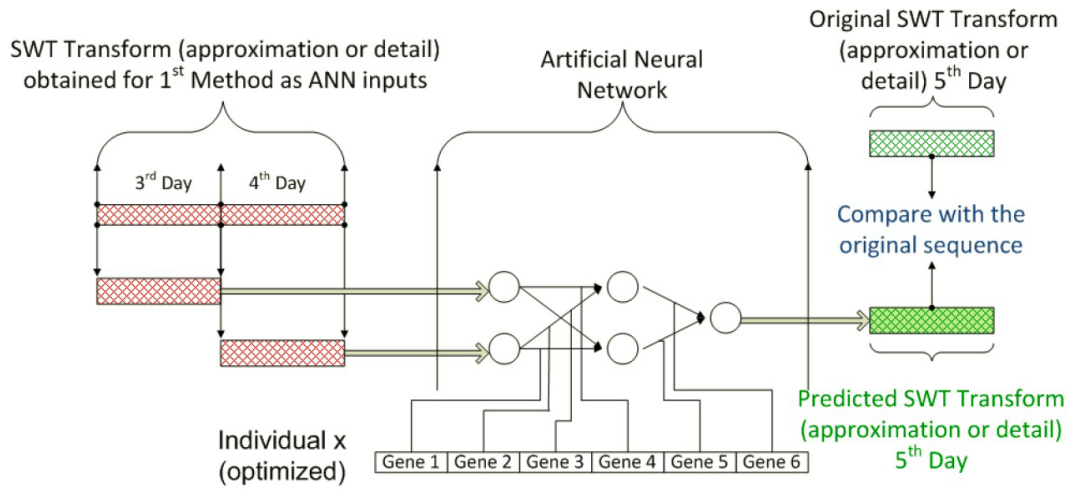 SWT Transform (approximation or detail)
obtained for 1st Method as ANN inputs
Artificial Neural
Network
Original SWT Transform
(approximation or
detail) 5th Day
3rd Day
4th Day
Compare with the
original sequence
Predicted SWT Transform
(approximation or detail)
5th Day
Individual x
(optimized)
Gene 1 Gene 2 Gene 3 Gene 4 Gene 5 Gene 6